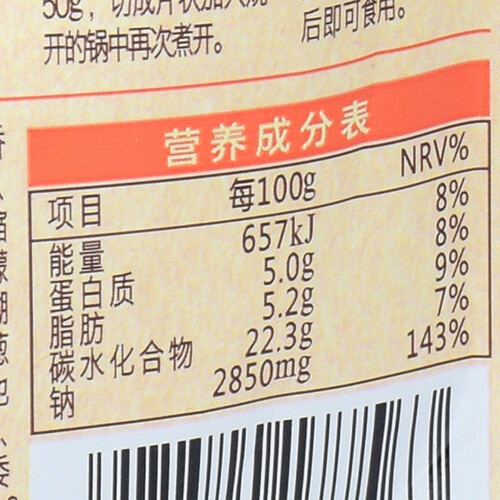 50g，切成片状加入烧
开的锅中再次煮开。
后即可食用。
营养成分表
项目 每100g NRV%
能量 657kJ 8%
蛋白质 5.0g 8%
脂肪 5.2g 9%
碳水化合物 22.3g 7%
钠 2850mg 143%